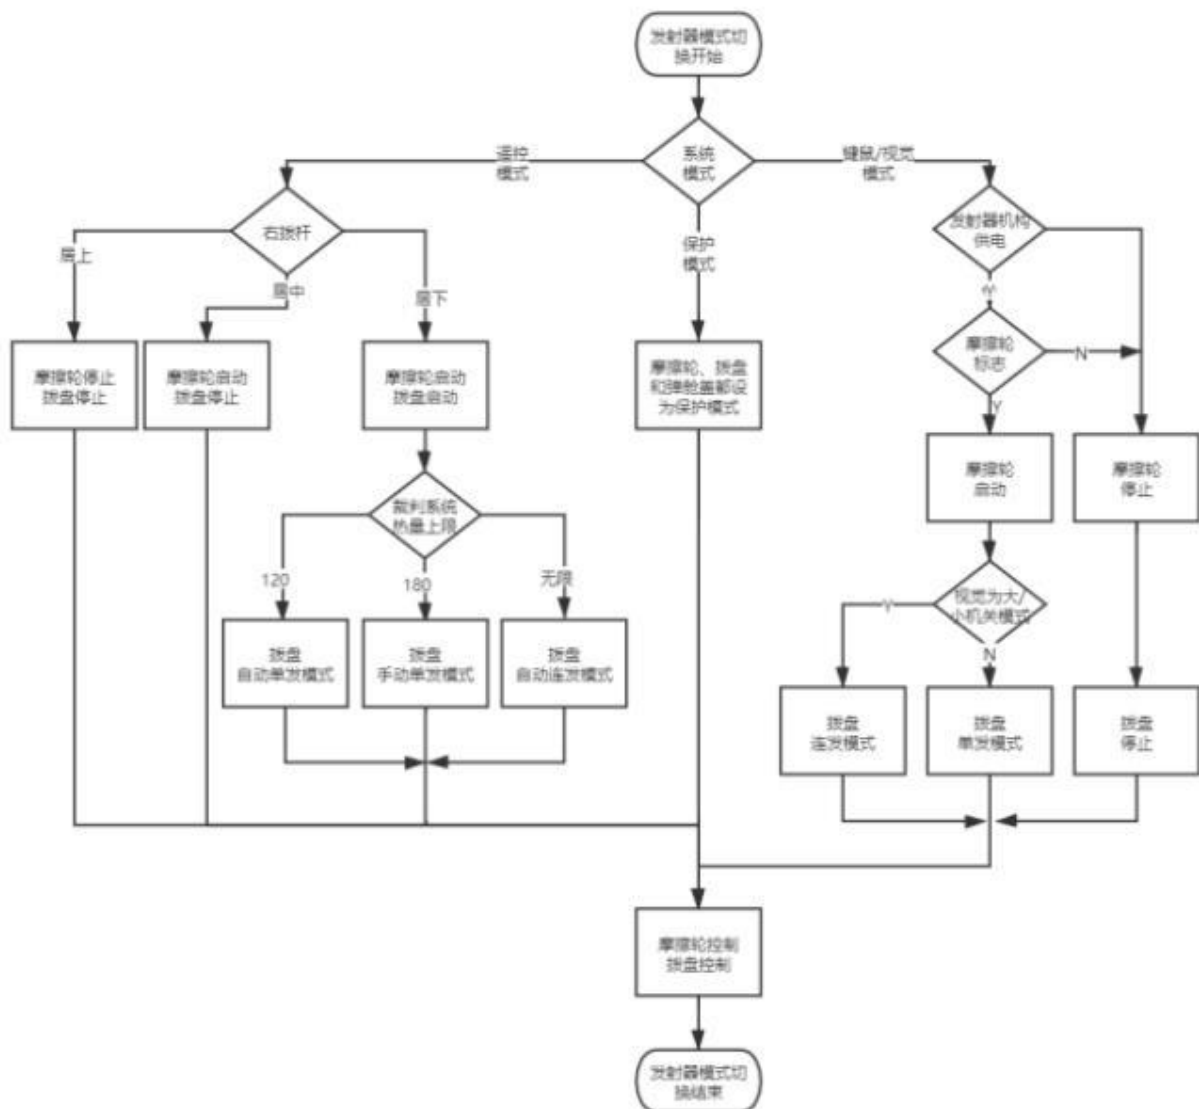 发射器模式切
换开始
系统
模式
遥控
模式
键鼠/视觉
模式
保护
模式
右拨杆
居上
居中
居下
发射器机构
供电
Y
摩擦轮
标志
N
Y
摩擦轮停止
拨盘停止
摩擦轮启动
拨盘停止
摩擦轮启动
拨盘启动
摩擦轮、拨盘
和弹舱盖都设
为保护模式
摩擦轮
启动
摩擦轮
停止
裁判系统
热量上限
120
180
无限
视觉为大/
小机关模式
Y
N
拨盘
自动单发模式
拨盘
手动单发模式
拨盘
自动连发模式
拨盘
连发模式
拨盘
单发模式
拨盘
停止
摩擦轮控制
拨盘控制
发射器模式切
换结束